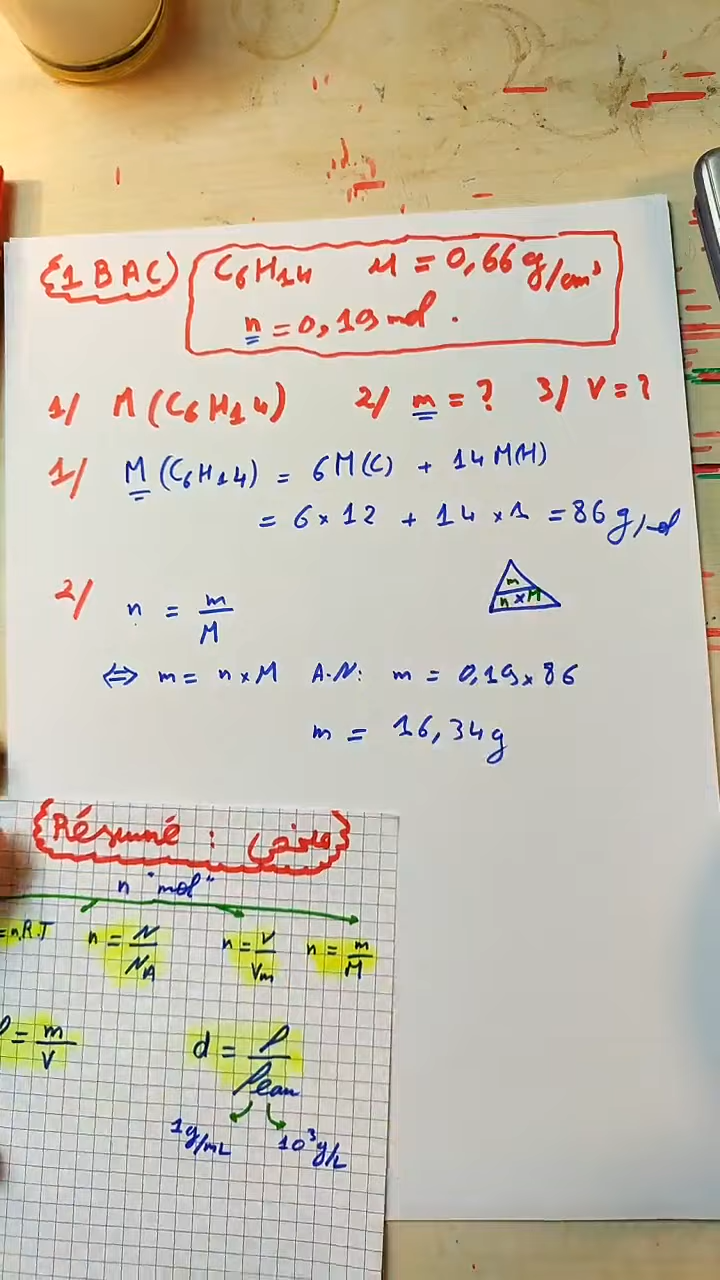 {1 BAC}
C6H14 μ = 0,66 g/cm³
n = 0,19 mol.
1/ M(C6H14) 2/ m = ? 3/ V = ?
1/ M(C6H14) = 6M(C) + 14M(H)
= 6 × 12 + 14 × 1 = 86 g/mol
2/ n = m/M
m
n × M
⇔ m = n × M A.N: m = 0,19 × 86
m = 16,34g
{Résumé : ملخص}
n "mol"
= n.R.T n = N/NA n = V/Vm n = m/M
ρ = m/V d = ρ/ρeau
1g/mL 10³g/L